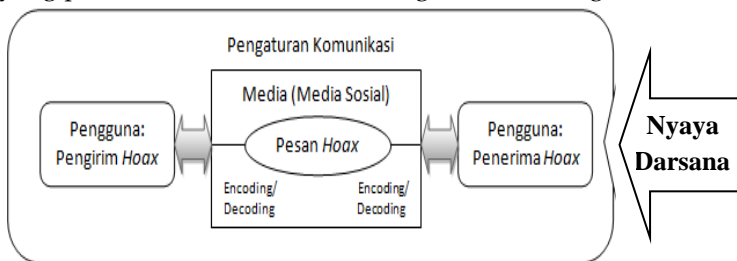 Pengaturan Komunikasi
Media (Media Sosial)
Pengguna:
Pengirim Hoax
Pesan Hoax
Pengguna:
Penerima Hoax
Encoding/
Decoding
Encoding/
Decoding
Nyaya
Darsana